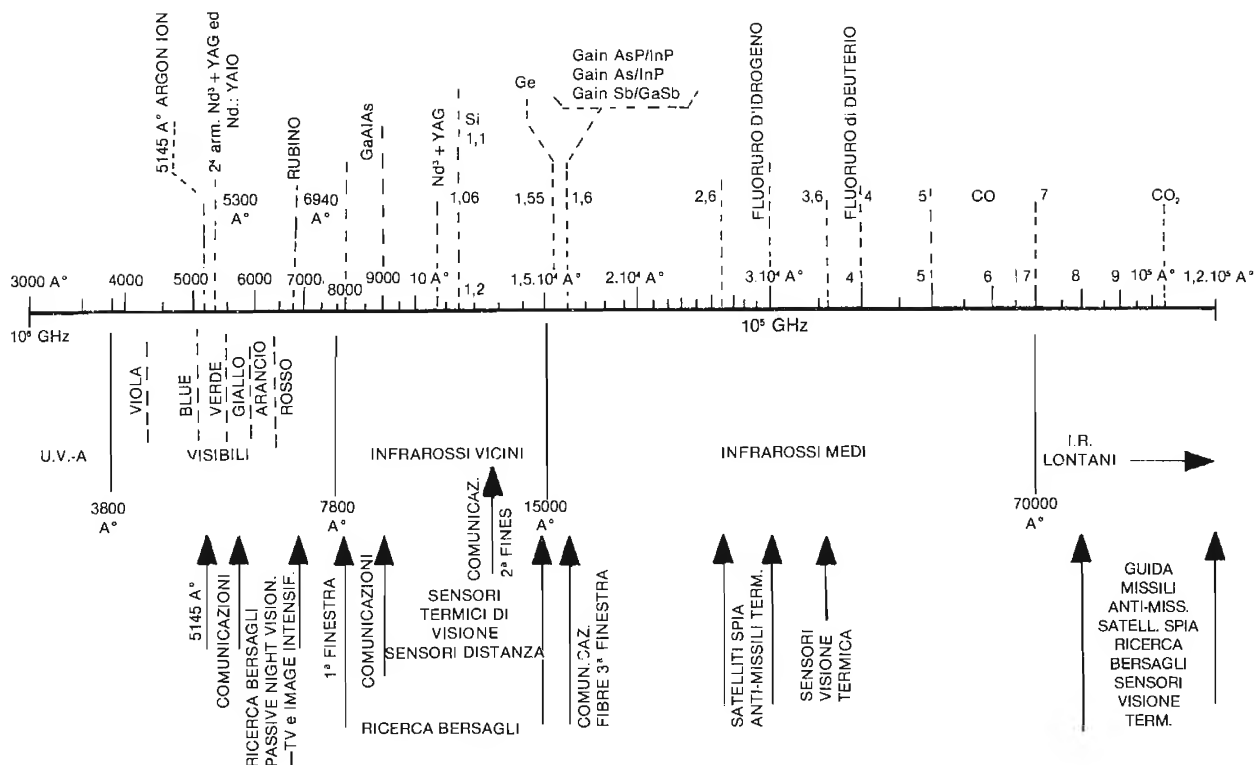 5145 A° ARGON ION
2ª arm. Nd³ + YAG ed
Nd.: YAIO
5300
A°
RUBINO
6940
A°
GaAlAs
Nd³ + YAG
1,06
Si
1,1
Ge
1,55
Gain AsP/InP
Gain As/InP
Gain Sb/GaSb
1,6
2,6
FLUORURO D'IDROGENO
3,6
FLUORURO di DEUTERIO
4
5
CO
7
CO₂
3000 A°
4000
5000
6000
7000
8000
9000
10 A°
1,2
1,5.10⁴ A°
2.10⁴ A°
3.10⁴ A°
4
5
6
7
8
9
10⁵ A°
1,2.10⁵ A°
10⁶ GHz
10⁵ GHz
VIOLA
BLUE
VERDE
GIALLO
ARANCIO
ROSSO
U.V.-A
VISIBILI
INFRAROSSI VICINI
INFRAROSSI MEDI
I.R.
LONTANI
3800
A°
7800
A°
15000
A°
70000
A°
5145 A°
COMUNICAZIONI
RICERCA BERSAGLI
PASSIVE NIGHT VISION.
—TV e IMAGE INTENSIF.
1ª FINESTRA
COMUNICAZIONI
COMUNICAZ.
2ª FINES
SENSORI
TERMICI DI
VISIONE
SENSORI DISTANZA
RICERCA BERSAGLI
COMUN.CAZ.
FIBRE 3ª FINESTRA
SATELLITI SPIA
ANTI-MISSILI TERM.
SENSORI
VISIONE
TERMICA
GUIDA
MISSILI
ANTI-MISS.
SATELL. SPIA
RICERCA
BERSAGLI
SENSORI
VISIONE
TERM.